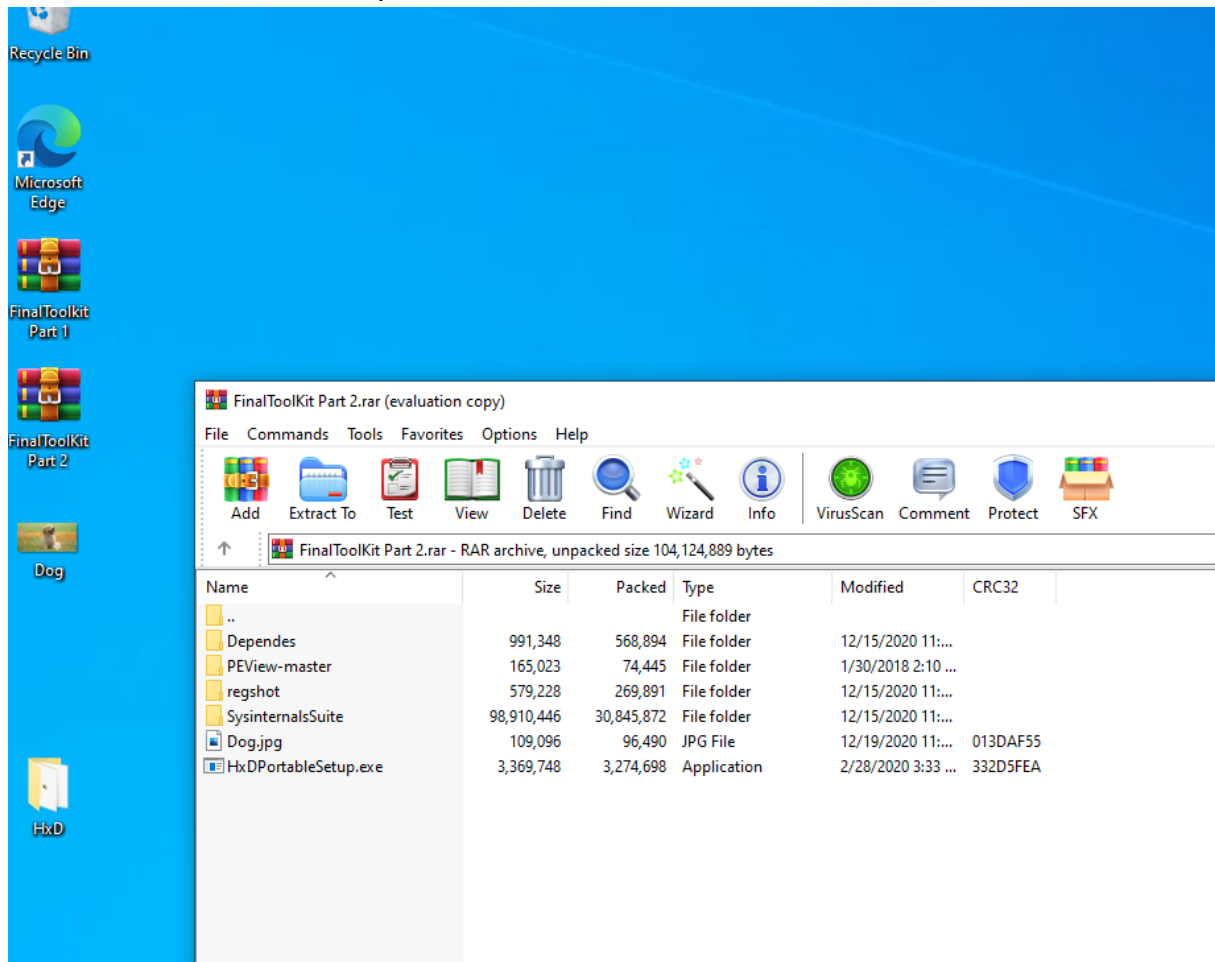 Recycle Bin
Microsoft
Edge
FinalToolkit
Part 1
FinalToolKit
Part 2
Dog
HxD
FinalToolKit Part 2.rar (evaluation copy)
File Commands Tools Favorites Options Help
Add Extract To Test View Delete Find Wizard Info VirusScan Comment Protect SFX
FinalToolKit Part 2.rar - RAR archive, unpacked size 104,124,889 bytes
Name Size Packed Type Modified CRC32
.. File folder
Dependes 991,348 568,894 File folder 12/15/2020 11:...
PEView-master 165,023 74,445 File folder 1/30/2018 2:10 ...
regshot 579,228 269,891 File folder 12/15/2020 11:...
SysinternalsSuite 98,910,446 30,845,872 File folder 12/15/2020 11:...
Dog.jpg 109,096 96,490 JPG File 12/19/2020 11:... 013DAF55
HxDPortableSetup.exe 3,369,748 3,274,698 Application 2/28/2020 3:33 ... 332D5FEA